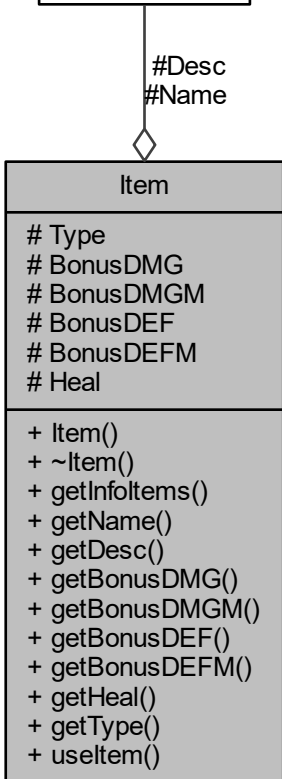 #Desc
#Name
Item
# Type
# BonusDMG
# BonusDMGM
# BonusDEF
# BonusDEFM
# Heal
+ Item()
+ ~Item()
+ getInfoItems()
+ getName()
+ getDesc()
+ getBonusDMG()
+ getBonusDMGM()
+ getBonusDEF()
+ getBonusDEFM()
+ getHeal()
+ getType()
+ useItem()